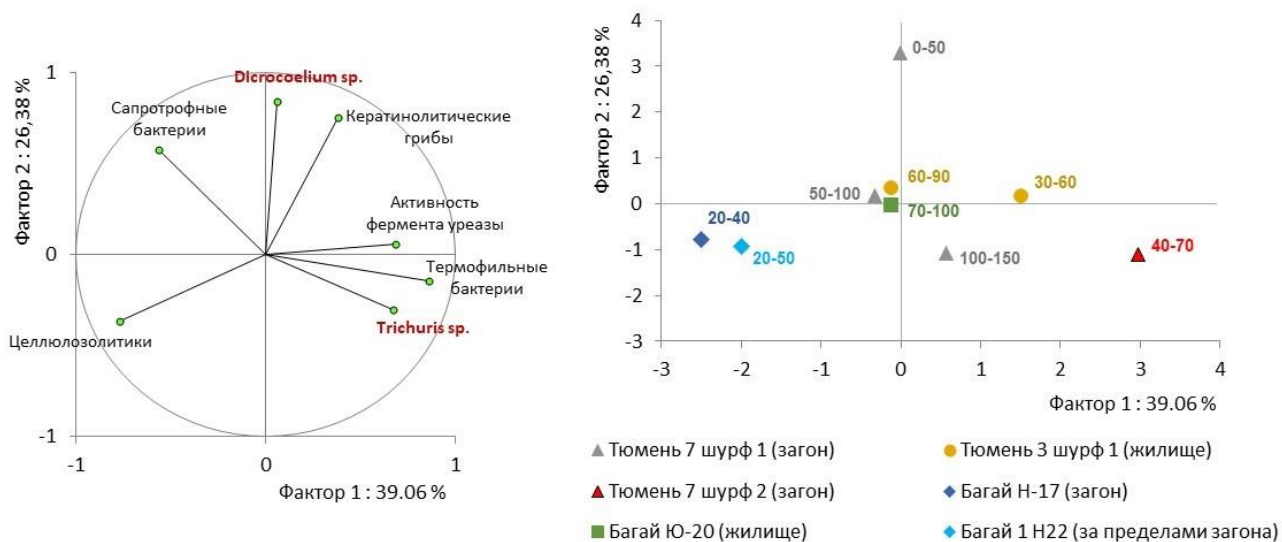 Фактор 2 : 26,38 %
1
0
-1
-1
0
1
Dicrocoelium sp.
Сапротрофные
бактерии
Кератинолитические
грибы
Активность
фермента уреазы
Термофильные
бактерии
Trichuris sp.
Целлюлозолитики
Фактор 1 : 39.06 %
Фактор 2 : 26,38 %
4
3
2
1
0
-1
-2
-3
-3
-2
-1
0
1
2
3
4
0-50
60-90
30-60
50-100
70-100
20-40
20-50
100-150
40-70
Фактор 1 : 39.06 %
Тюмень 7 шурф 1 (загон)
Тюмень 3 шурф 1 (жилище)
Тюмень 7 шурф 2 (загон)
Багай Н-17 (загон)
Багай Ю-20 (жилище)
Багай 1 Н22 (за пределами загона)